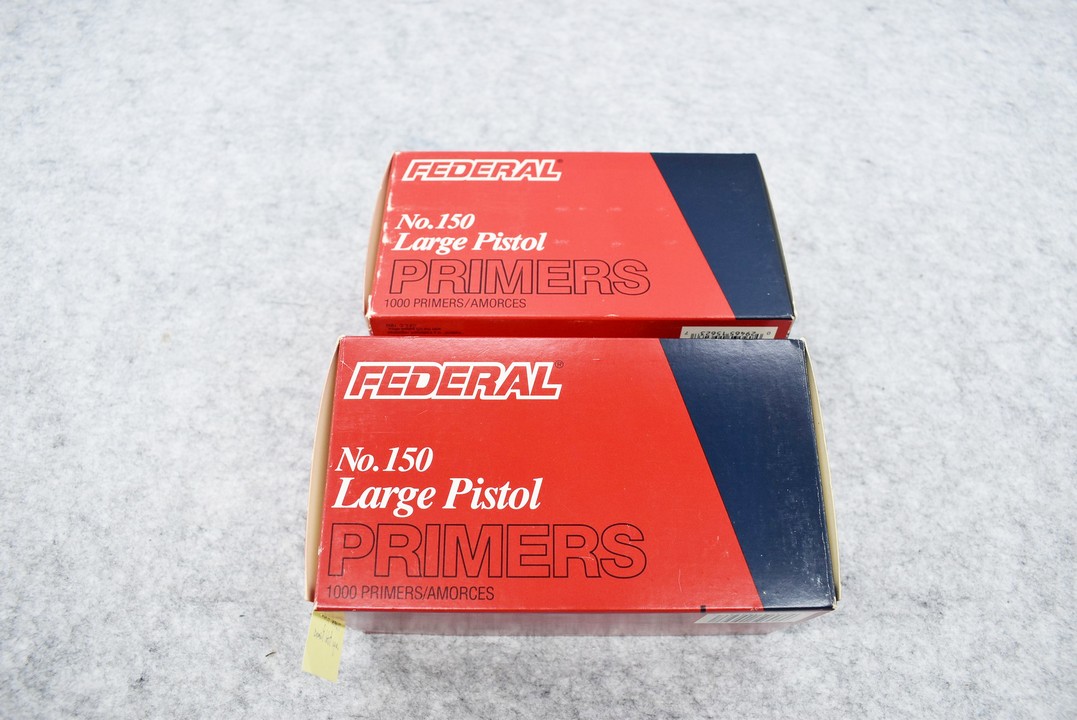 FEDERAL®
No.150
Large Pistol
PRIMERS
1000 PRIMERS/AMORCES
FEDERAL®
No.150
Large Pistol
PRIMERS
1000 PRIMERS/AMORCES